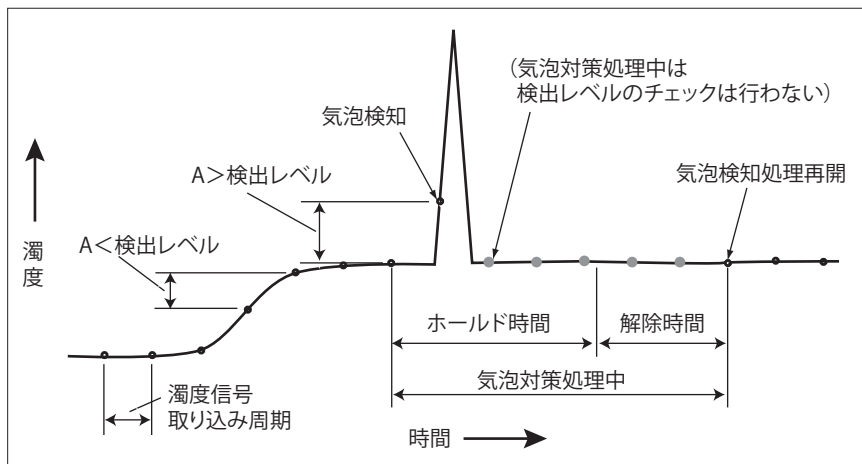 （気泡対策処理中は
検出レベルのチェックは行わない）
気泡検知
A＞検出レベル
気泡検知処理再開
A＜検出レベル
濁度
ホールド時間
解除時間
気泡対策処理中
濁度信号
取り込み周期
時間